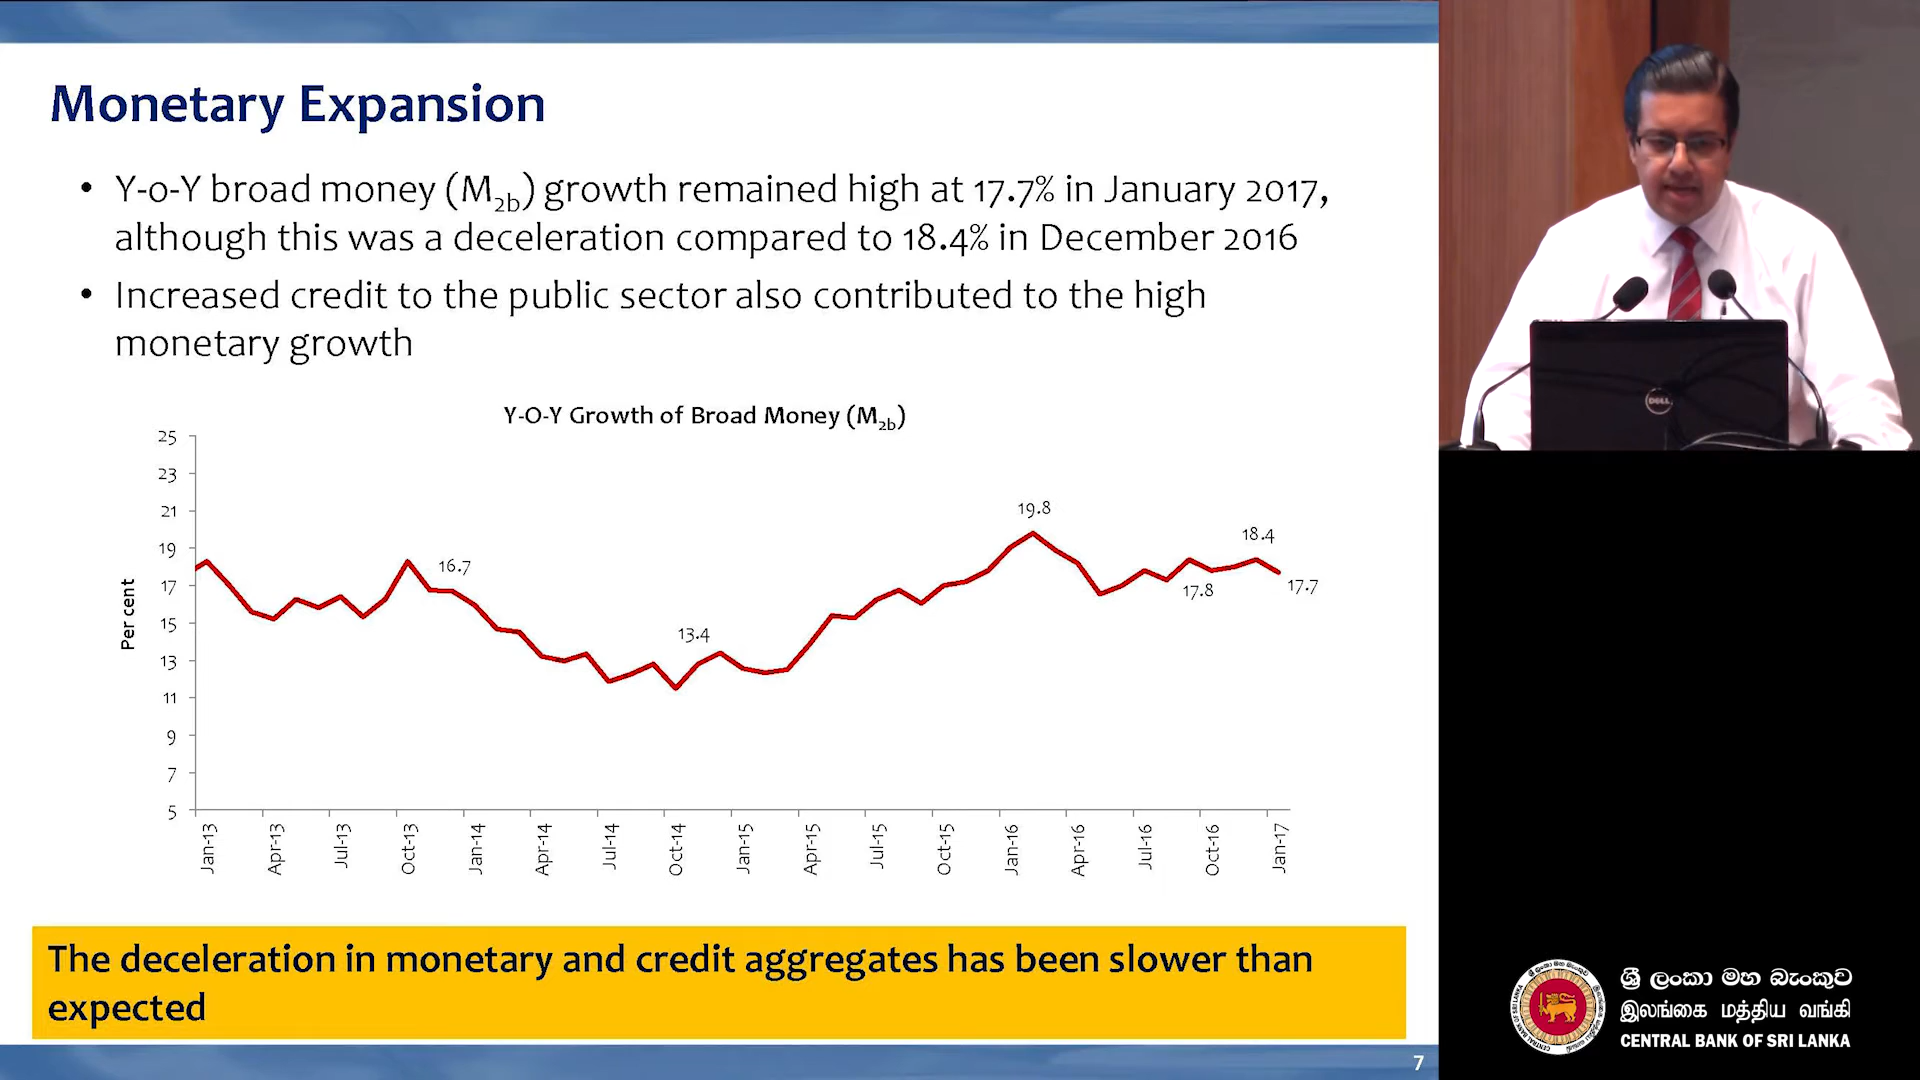 Monetary Expansion
• Y-o-Y broad money (M2b) growth remained high at 17.7% in January 2017,
although this was a deceleration compared to 18.4% in December 2016
• Increased credit to the public sector also contributed to the high
monetary growth
Y-O-Y Growth of Broad Money (M2b)
Per cent
25
23
21
19
17
15
13
11
9
7
5
16.7
13.4
19.8
17.8
18.4
17.7
Jan-13
Apr-13
Jul-13
Oct-13
Jan-14
Apr-14
Jul-14
Oct-14
Jan-15
Apr-15
Jul-15
Oct-15
Jan-16
Apr-16
Jul-16
Oct-16
Jan-17
The deceleration in monetary and credit aggregates has been slower than
expected
7
DELL
ශ්‍රී ලංකා මහ බැංකුව
இலங்கை மத்திய வங்கி
CENTRAL BANK OF SRI LANKA